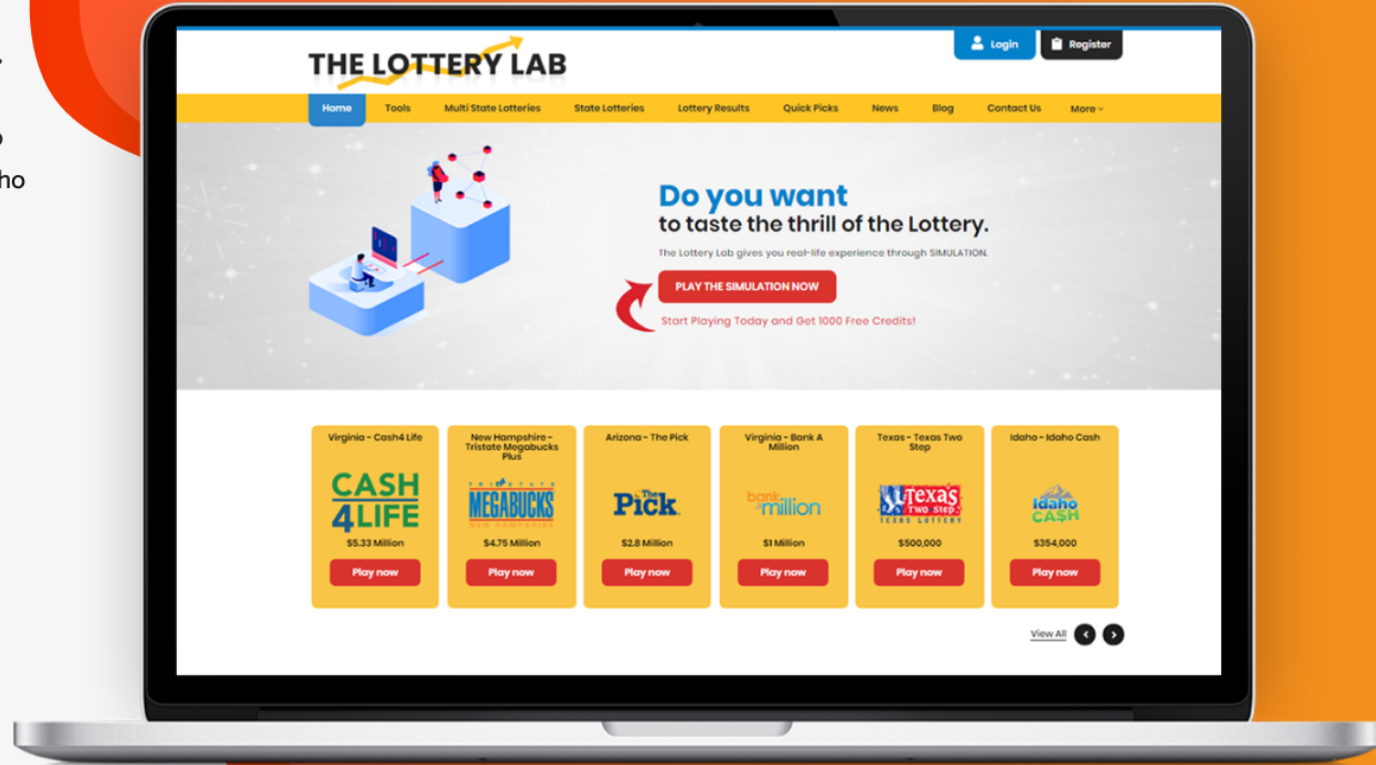 ho
THE LOTTERY LAB
Login
Register
Home Tools Multi State Lotteries State Lotteries Lottery Results Quick Picks News Blog Contact Us More
Do you want
to taste the thrill of the Lottery.
The Lottery Lab gives you real-life experience through SIMULATION.
PLAY THE SIMULATION NOW
Start Playing Today and Get 1000 Free Credits!
Virginia - Cash4 Life
CASH
4LIFE
$5.33 Million
Play now
New Hampshire -
Tristate Megabucks
Plus
TRISTATE
MEGABUCKS
NEW HAMPSHIRE
$4.75 Million
Play now
Arizona - The Pick
The
Pick
$2.8 Million
Play now
Virginia - Bank A
Million
bank
a million
$1 Million
Play now
Texas - Texas Two
Step
Texas
TWO STEP
TEXAS LOTTERY
$500,000
Play now
Idaho - Idaho Cash
Idaho
CASH
$354,000
Play now
View All